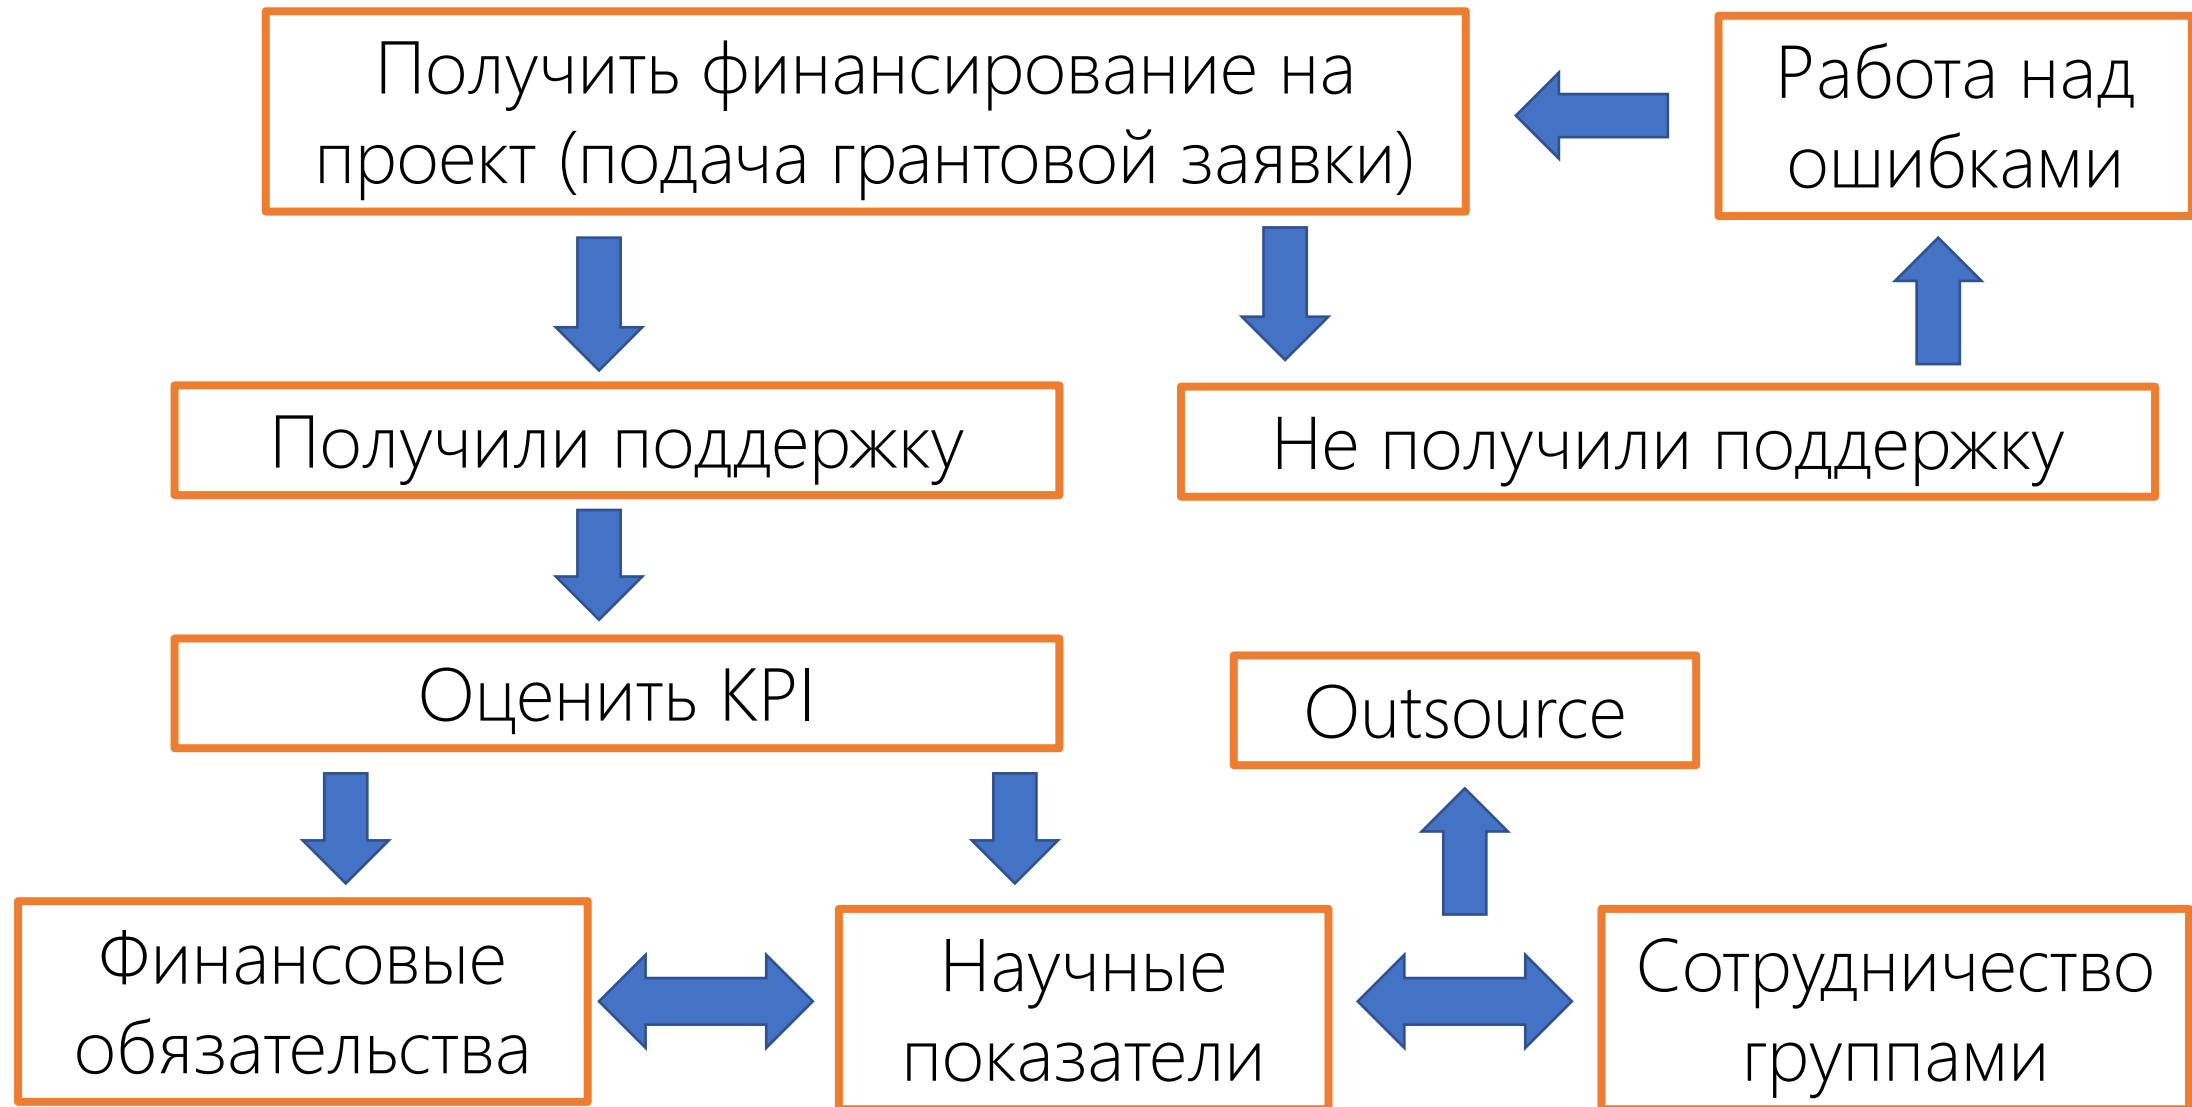 Получить финансирование на
проект (подача грантовой заявки)
Работа над
ошибками
Получили поддержку
Не получили поддержку
Оценить KPI
Outsource
Финансовые
обязательства
Научные
показатели
Сотрудничество
группами